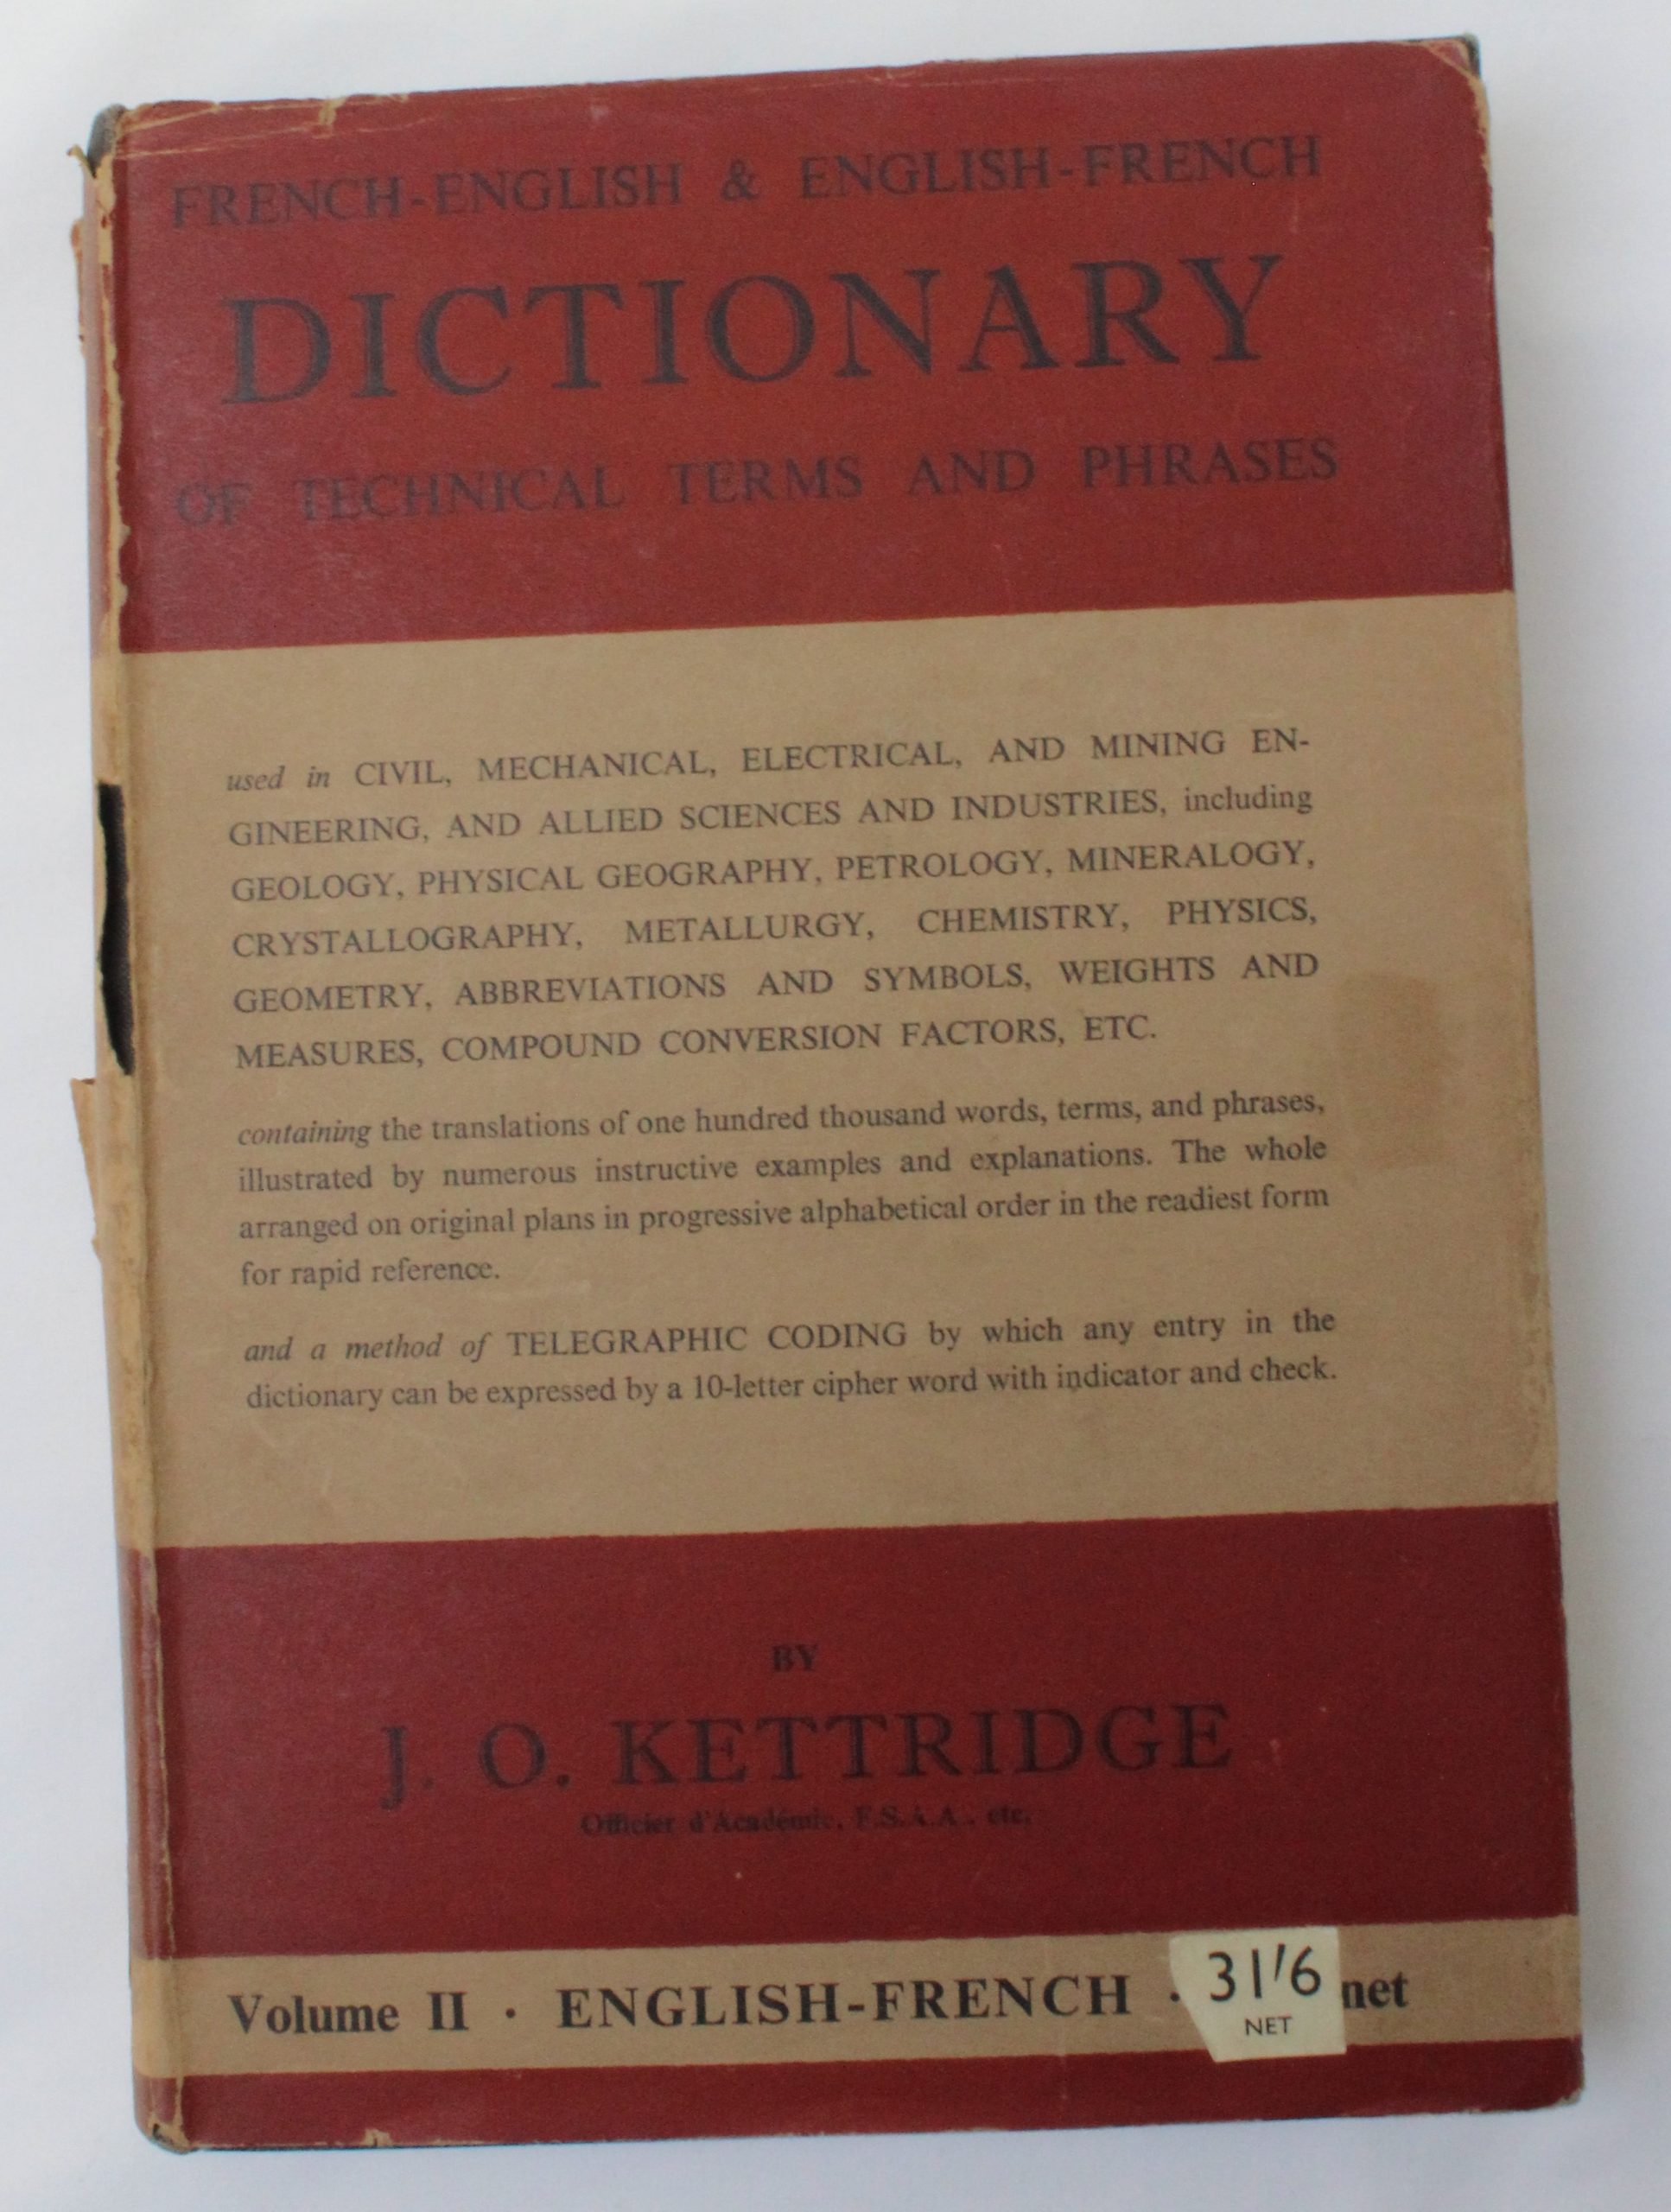 FRENCH-ENGLISH & ENGLISH-FRENCH
DICTIONARY
OF TECHNICAL TERMS AND PHRASES
used in CIVIL, MECHANICAL, ELECTRICAL, AND MINING EN-
GINEERING, AND ALLIED SCIENCES AND INDUSTRIES, including
GEOLOGY, PHYSICAL GEOGRAPHY, PETROLOGY, MINERALOGY,
CRYSTALLOGRAPHY, METALLURGY, CHEMISTRY, PHYSICS,
GEOMETRY, ABBREVIATIONS AND SYMBOLS, WEIGHTS AND
MEASURES, COMPOUND CONVERSION FACTORS, ETC.
containing the translations of one hundred thousand words, terms, and phrases,
illustrated by numerous instructive examples and explanations. The whole
arranged on original plans in progressive alphabetical order in the readiest form
for rapid reference.
and a method of TELEGRAPHIC CODING by which any entry in the
dictionary can be expressed by a 10-letter cipher word with indicator and check.
BY
J. O. KETTRIDGE
Officier d'Académie, F.S.A.A., etc.
Volume II · ENGLISH-FRENCH · net
31'/6
NET